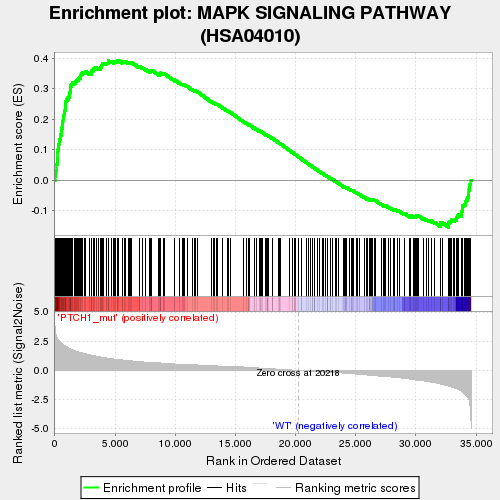 Enrichment plot: MAPK SIGNALING PATHWAY
(HSA04010)
Enrichment score (ES)
0.4
0.3
0.2
0.1
0.0
-0.1
Ranked list metric (Signal2Noise)
5.0
2.5
0.0
-2.5
-5.0
'PTCH1_mut' (positively correlated)
Zero cross at 20218
'WT' (negatively correlated)
0
5,000
10,000
15,000
20,000
25,000
30,000
35,000
Rank in Ordered Dataset
Enrichment profile
Hits
Ranking metric scores